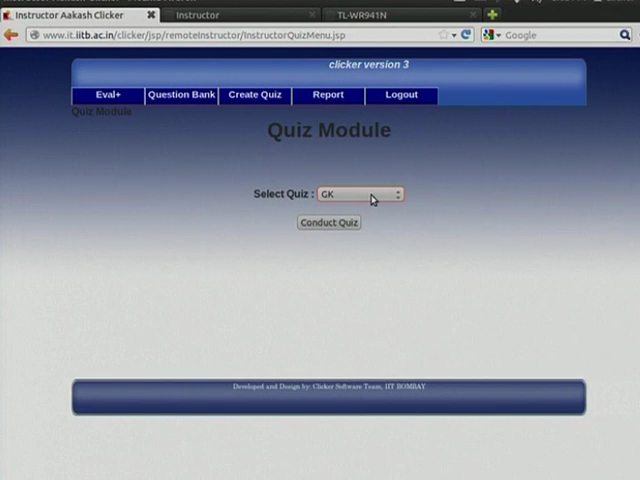 Instructor Aakash Clicker
Instructor
TL-WR941N
www.it.iitb.ac.in/clicker/jsp/remoteInstructor/InstructorQuizMenu.jsp
Google
clicker version 3
Eval+
Question Bank
Create Quiz
Report
Logout
Quiz Module
Quiz Module
Select Quiz :
GK
Conduct Quiz
Developed and Design by: Clicker Software Team, IIT BOMBAY